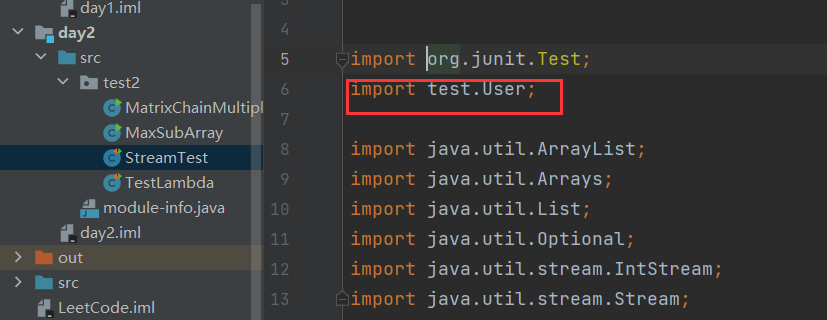 day1.iml
day2
src
test2
MatrixChainMultipl
MaxSubArray
StreamTest
TestLambda
module-info.java
day2.iml
out
src
LeetCode.iml
4
5 import org.junit.Test;
6 import test.User;
7
8 import java.util.ArrayList;
9 import java.util.Arrays;
10 import java.util.List;
11 import java.util.Optional;
12 import java.util.stream.IntStream;
13 import java.util.stream.Stream;